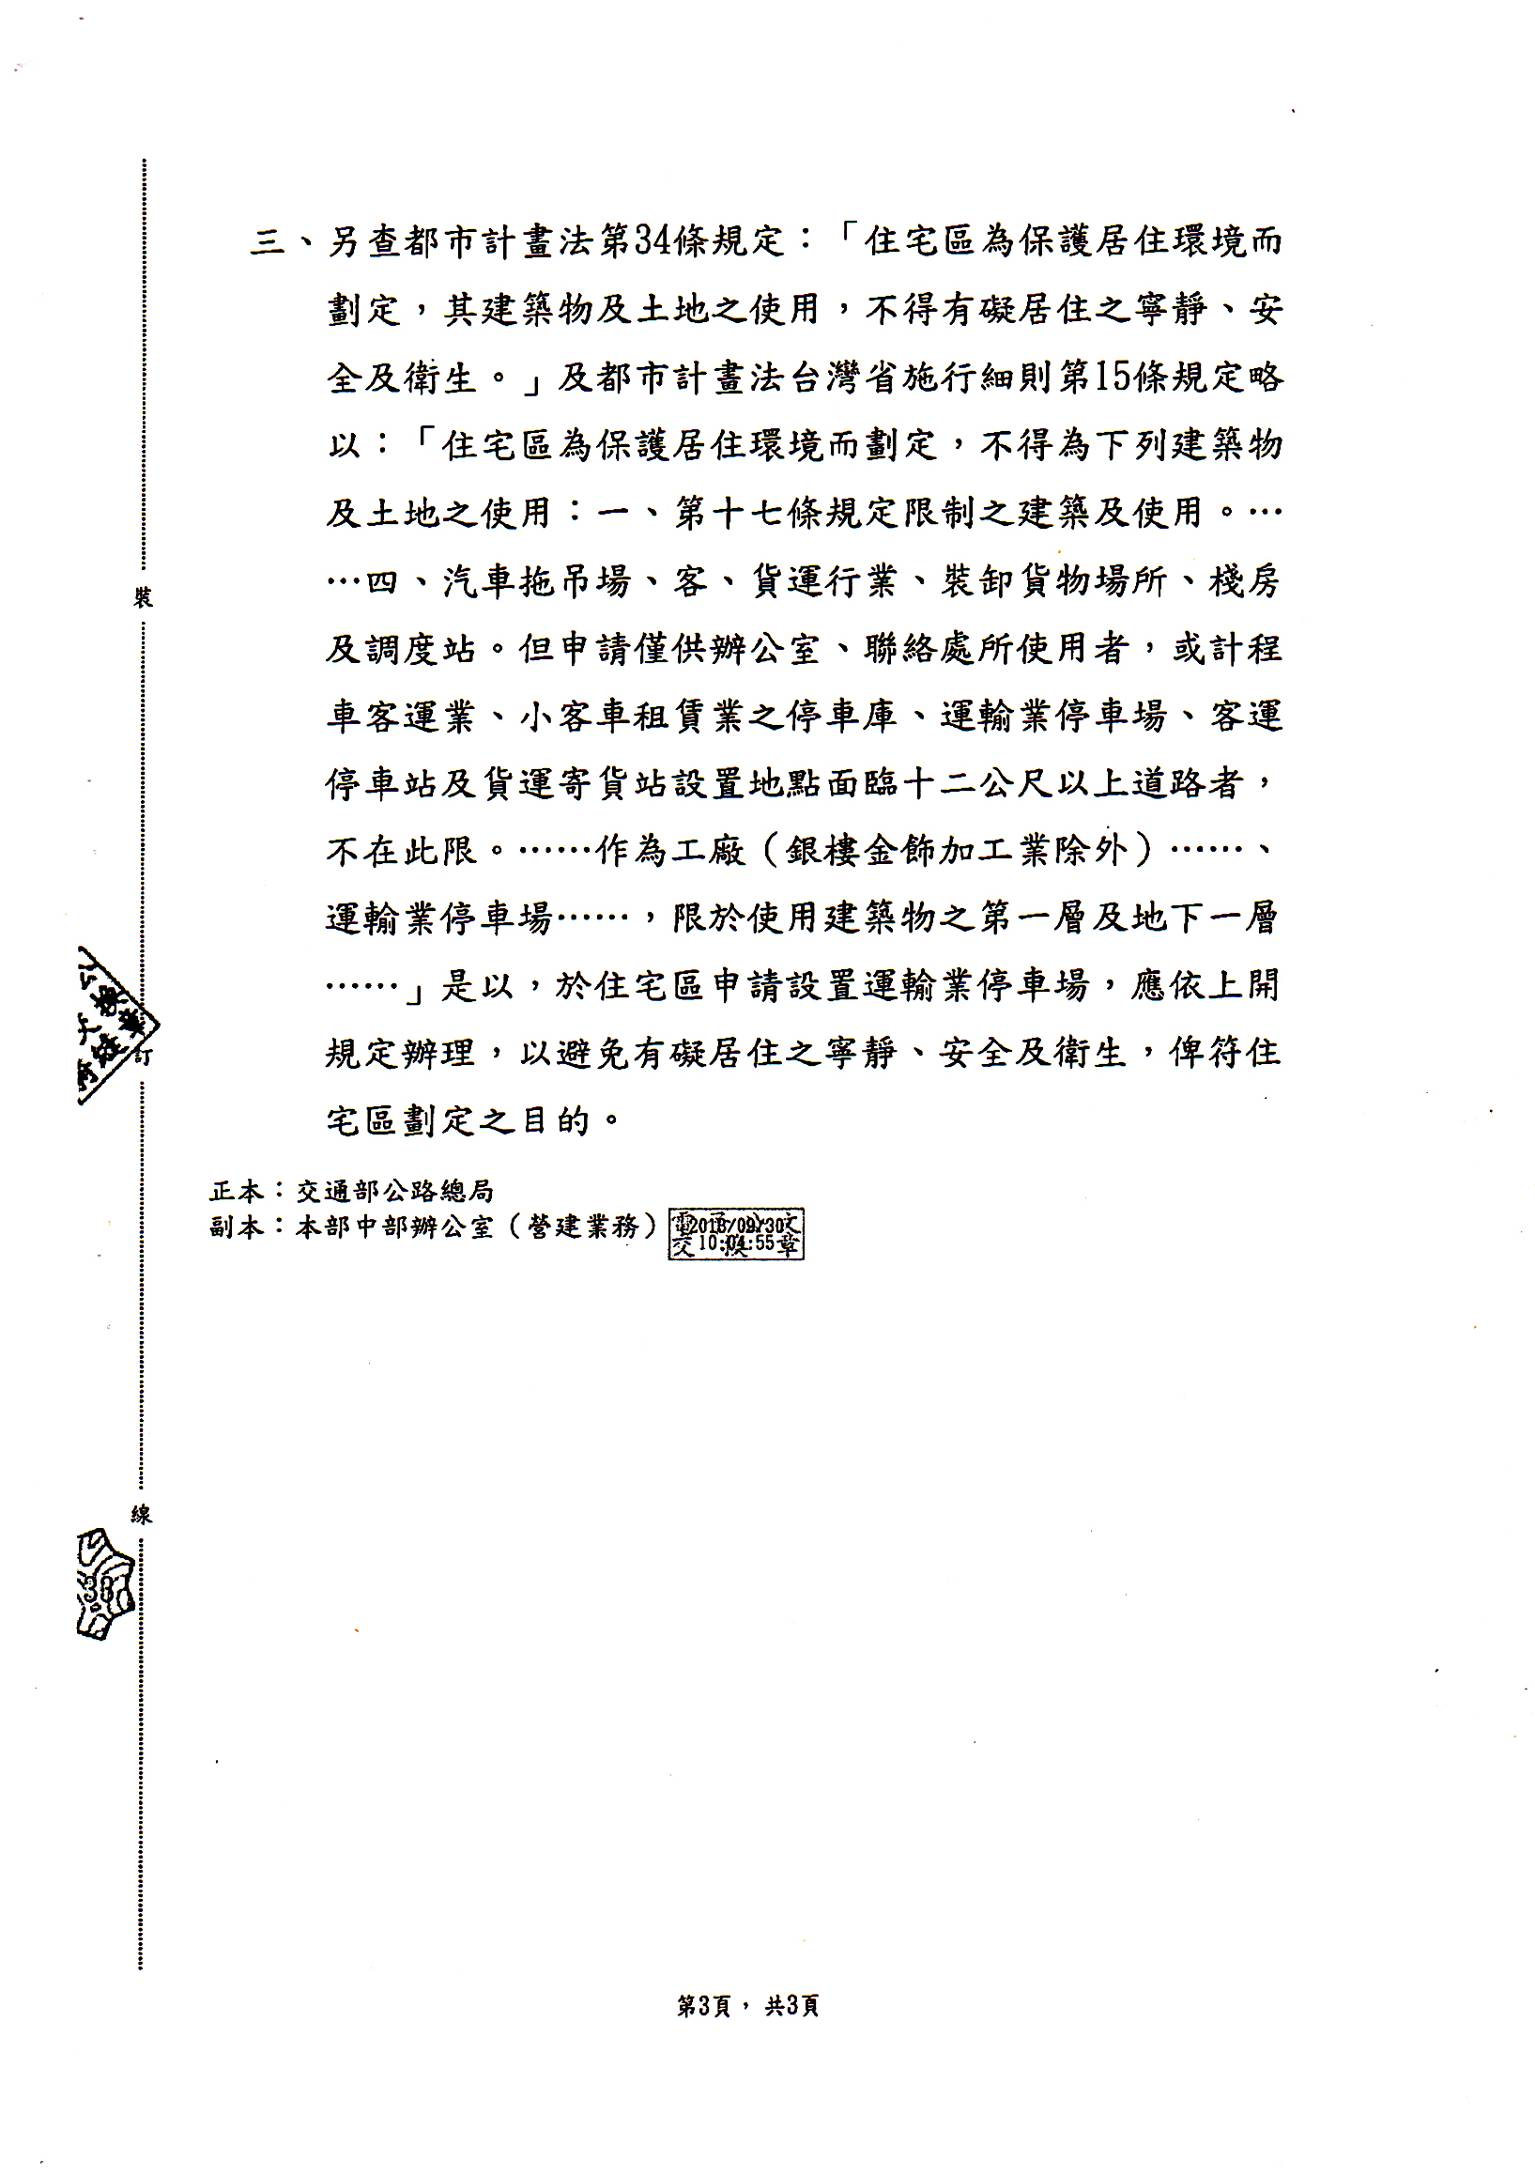 三、另查都市計畫法第34條規定：「住宅區為保護居住環境而
劃定，其建築物及土地之使用，不得有礙居住之寧靜、安
全及衛生。」及都市計畫法台灣省施行細則第15條規定略
以：「住宅區為保護居住環境而劃定，不得為下列建築物
及土地之使用：一、第十七條規定限制之建築及使用。…
…四、汽車拖吊場、客、貨運行業、裝卸貨物場所、棧房
及調度站。但申請僅供辦公室、聯絡處所使用者，或計程
車客運業、小客車租賃業之停車庫、運輸業停車場、客運
停車站及貨運寄貨站設置地點面臨十二公尺以上道路者，
不在此限。……作為工廠（銀樓金飾加工業除外）……、
運輸業停車場……，限於使用建築物之第一層及地下一層
……」是以，於住宅區申請設置運輸業停車場，應依上開
規定辦理，以避免有礙居住之寧靜、安全及衛生，俾符住
宅區劃定之目的。
正本：交通部公路總局
副本：本部中部辦公室（營建業務）
10:04:55
裝
訂
線
第3頁， 共3頁